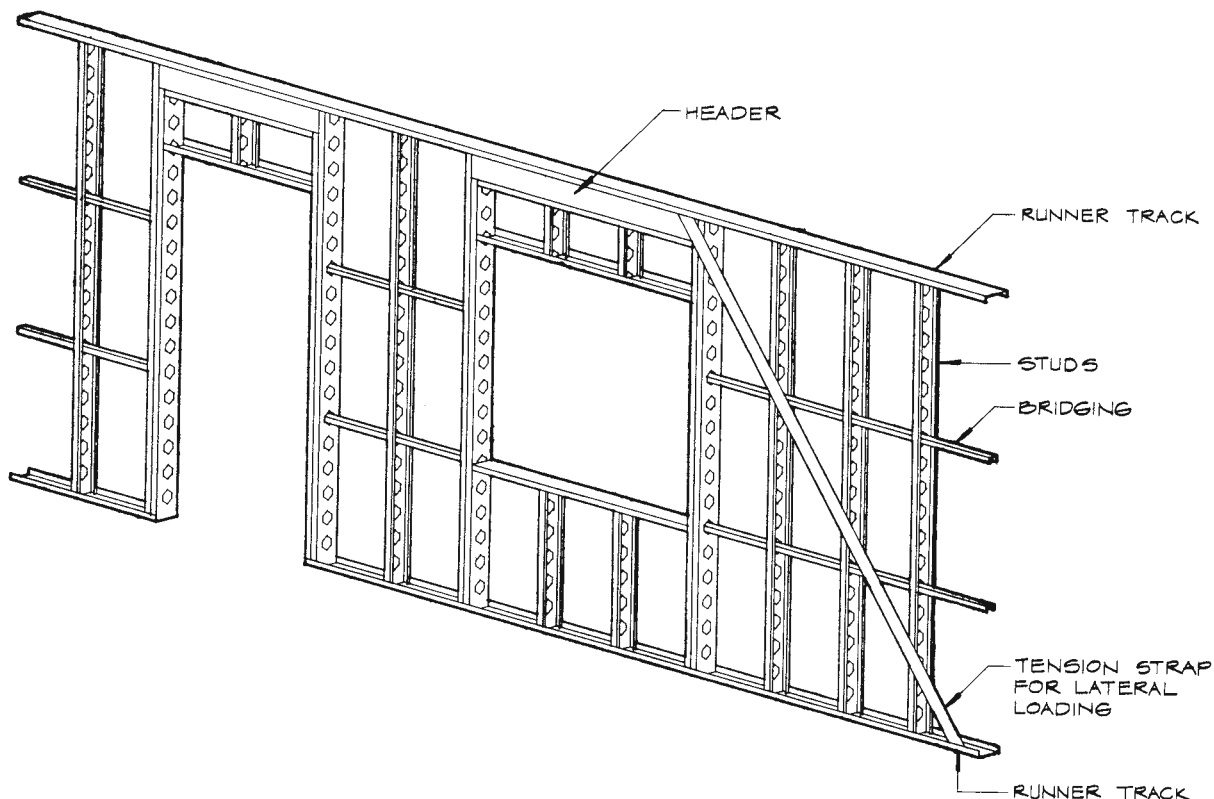 HEADER
RUNNER TRACK
STUDS
BRIDGING
TENSION STRAP
FOR LATERAL
LOADING
RUNNER TRACK